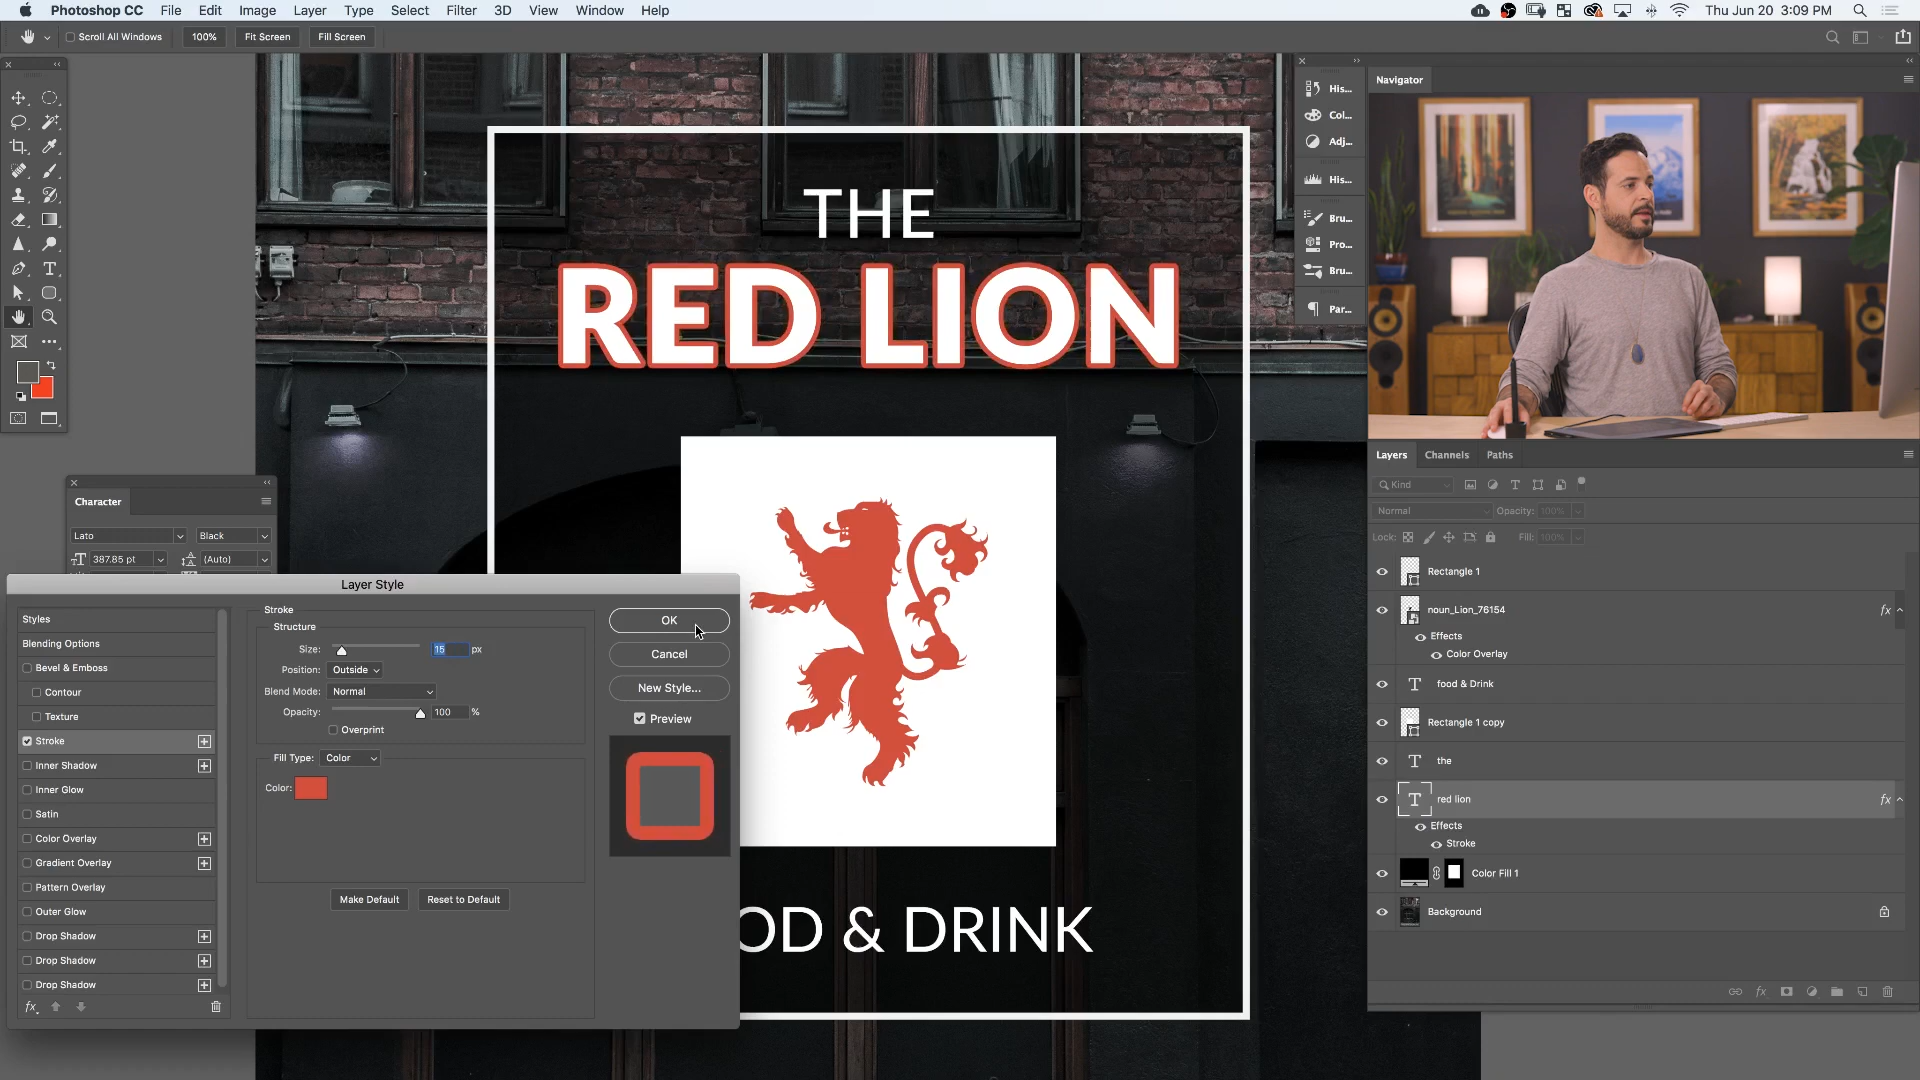 Photoshop CC File Edit Image Layer Type Select Filter 3D View Window Help Thu Jun 20 3:09 PM
Scroll All Windows 100% Fit Screen Fill Screen
Navigator
His...
Col...
Adj...
His...
Bru...
Pro...
Bru...
Par...
THE
RED LION
OD & DRINK
Character
Lato Black
387.85 pt (Auto)
Layer Style
Styles
Blending Options
Bevel & Emboss
Contour
Texture
Stroke
Inner Shadow
Inner Glow
Satin
Color Overlay
Gradient Overlay
Pattern Overlay
Outer Glow
Drop Shadow
Drop Shadow
Drop Shadow
fx
Stroke
Structure
Size: 15 px
Position: Outside
Blend Mode: Normal
Opacity: 100 %
Overprint
Fill Type: Color
Color:
Make Default Reset to Default
OK
Cancel
New Style...
Preview
Layers Channels Paths
Kind
Normal Opacity: 100%
Lock: Fill: 100%
Rectangle 1
noun_Lion_76154 fx
Effects
Color Overlay
food & Drink
Rectangle 1 copy
the
red lion fx
Effects
Stroke
Color Fill 1
Background
fx